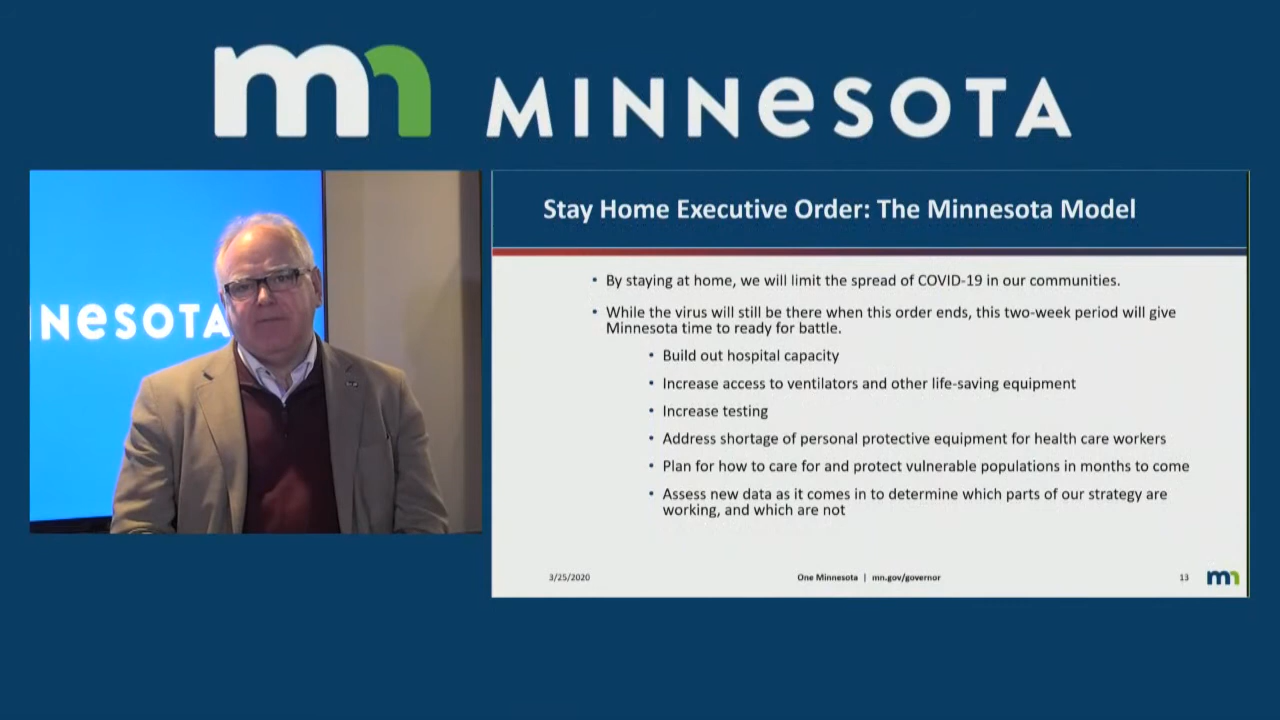 mn MINNESOTA
NNESOTA
Stay Home Executive Order: The Minnesota Model
• By staying at home, we will limit the spread of COVID-19 in our communities.
• While the virus will still be there when this order ends, this two-week period will give
Minnesota time to ready for battle.
• Build out hospital capacity
• Increase access to ventilators and other life-saving equipment
• Increase testing
• Address shortage of personal protective equipment for health care workers
• Plan for how to care for and protect vulnerable populations in months to come
• Assess new data as it comes in to determine which parts of our strategy are
working, and which are not
3/25/2020 One Minnesota | mn.gov/governor 13 mn